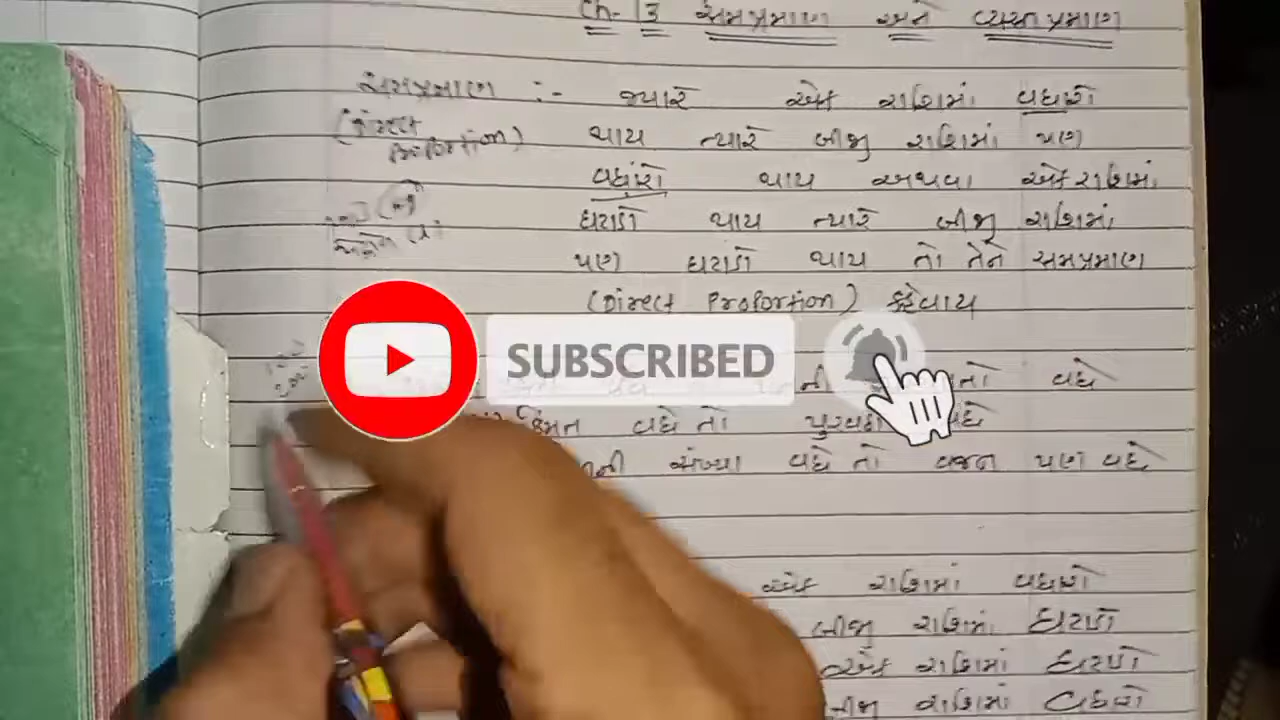 Ch-13 સમપ્રમાણ અને વ્યસ્તપ્રમાણ
સમપ્રમાણ :- જ્યારે એક રાશિમાં વધારો
(Direct Proportion) થાય ત્યારે બીજી રાશિમાં પણ
વધારો થાય અથવા એક રાશિમાં
ઘટાડો થાય ત્યારે બીજી રાશિમાં
પણ ઘટાડો થાય તો તેને સમપ્રમાણ
(Direct Proportion) કહેવાય
SUBSCRIBED
તો વધે
કિંમત વધે તો પુરવઠો વધે
ની સંખ્યા વધે તો વજન પણ વધે
એક રાશિમાં વધારો
બીજી રાશિમાં ઘટાડો
એક રાશિમાં ઘટાડો
બીજી રાશિમાં વધારો